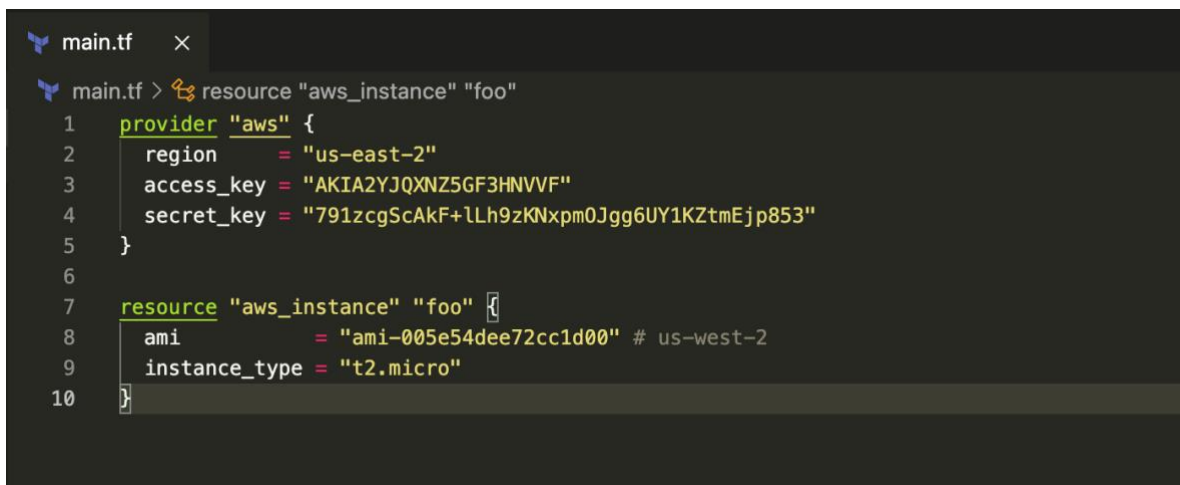 main.tf ×
main.tf > resource "aws_instance" "foo"
1 provider "aws" {
2 region = "us-east-2"
3 access_key = "AKIA2YJQXNZ5GF3HNVVF"
4 secret_key = "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"
5 }
6
7 resource "aws_instance" "foo" {
8 ami = "ami-005e54dee72cc1d00" # us-west-2
9 instance_type = "t2.micro"
10 }